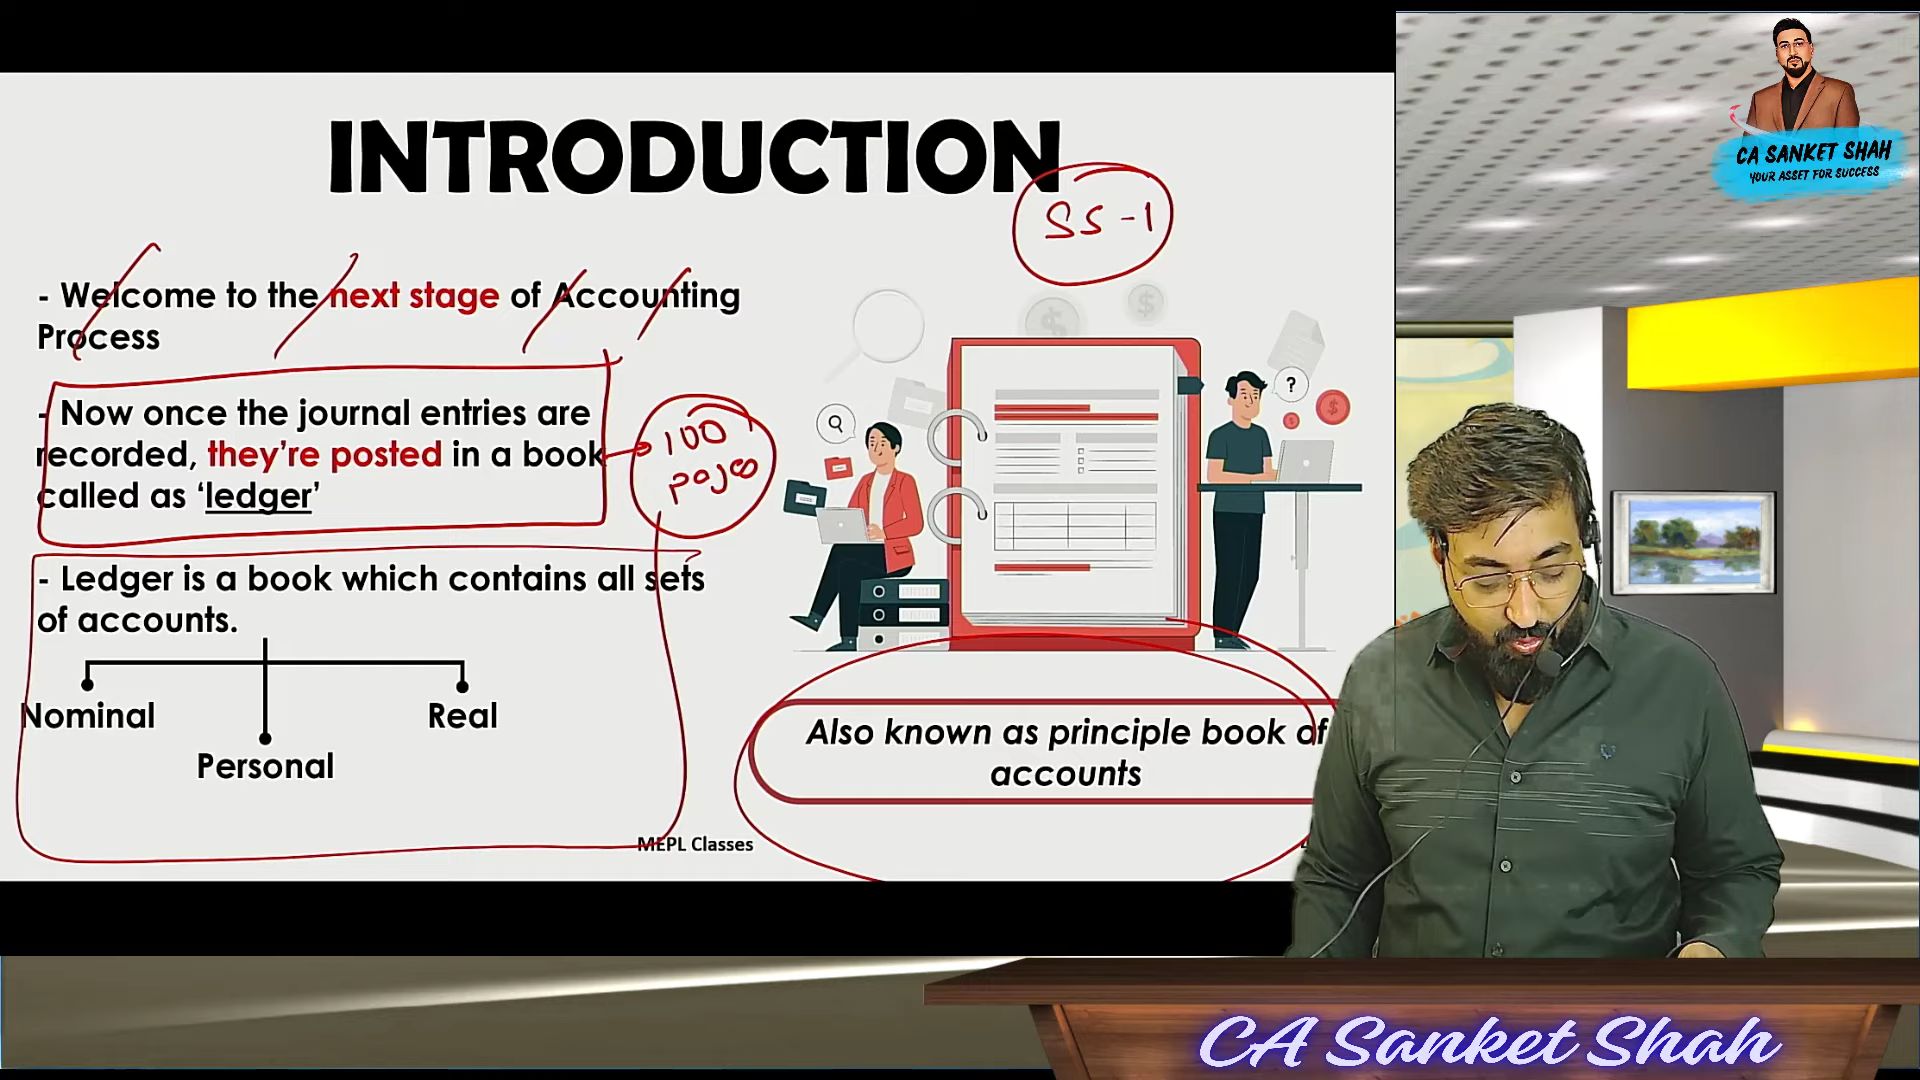 INTRODUCTION
SS-1
- Welcome to the next stage of Accounting
Process
- Now once the journal entries are
recorded, they're posted in a book
called as ‘ledger’
100
pages
- Ledger is a book which contains all sets
of accounts.
Nominal
Real
Personal
Also known as principle book of
accounts
MEPL Classes
CA SANKET SHAH
YOUR ASSET FOR SUCCESS
CA Sanket Shah